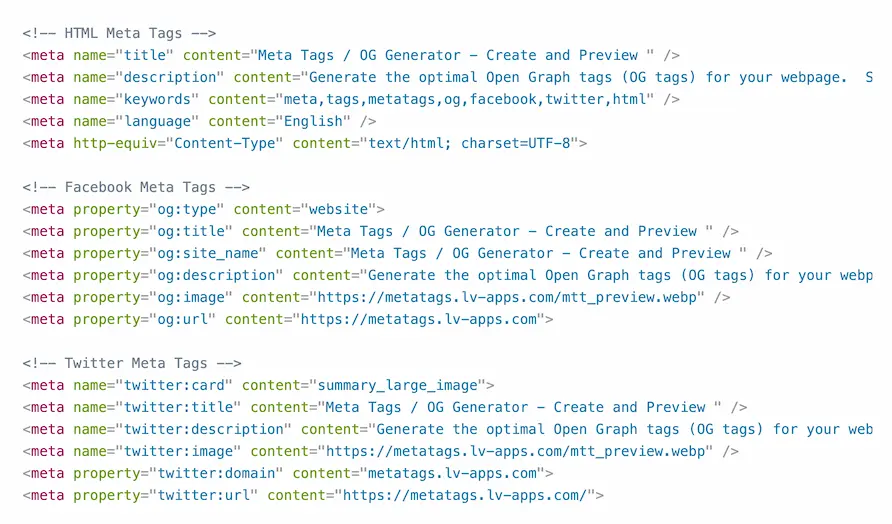 <!-- HTML Meta Tags -->
<meta name="title" content="Meta Tags / OG Generator - Create and Preview " />
<meta name="description" content="Generate the optimal Open Graph tags (OG tags) for your webpage.  S
<meta name="keywords" content="meta,tags,metatags,og,facebook,twitter,html" />
<meta name="language" content="English" />
<meta http-equiv="Content-Type" content="text/html; charset=UTF-8">
<!-- Facebook Meta Tags -->
<meta property="og:type" content="website">
<meta property="og:title" content="Meta Tags / OG Generator - Create and Preview " />
<meta property="og:site_name" content="Meta Tags / OG Generator - Create and Preview " />
<meta property="og:description" content="Generate the optimal Open Graph tags (OG tags) for your webp
<meta property="og:image" content="https://metatags.lv-apps.com/mtt_preview.webp" />
<meta property="og:url" content="https://metatags.lv-apps.com">
<!-- Twitter Meta Tags -->
<meta name="twitter:card" content="summary_large_image">
<meta name="twitter:title" content="Meta Tags / OG Generator - Create and Preview " />
<meta name="twitter:description" content="Generate the optimal Open Graph tags (OG tags) for your web
<meta name="twitter:image" content="https://metatags.lv-apps.com/mtt_preview.webp" />
<meta property="twitter:domain" content="metatags.lv-apps.com">
<meta property="twitter:url" content="https://metatags.lv-apps.com/">